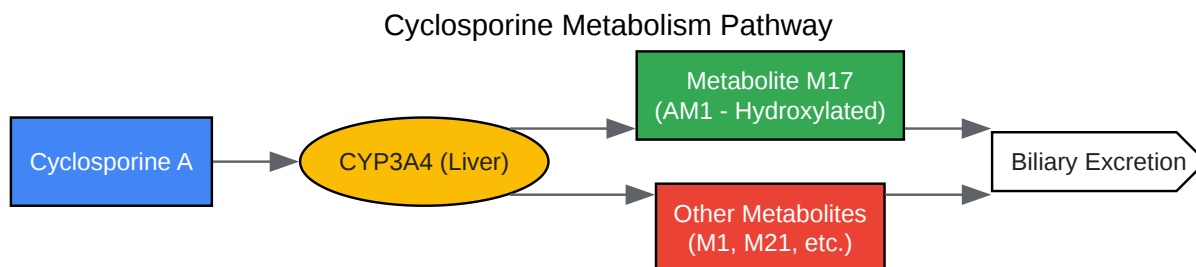 Cyclosporine Metabolism Pathway
Cyclosporine A
CYP3A4 (Liver)
Metabolite M17
(AM1 - Hydroxylated)
Other Metabolites
(M1, M21, etc.)
Biliary Excretion